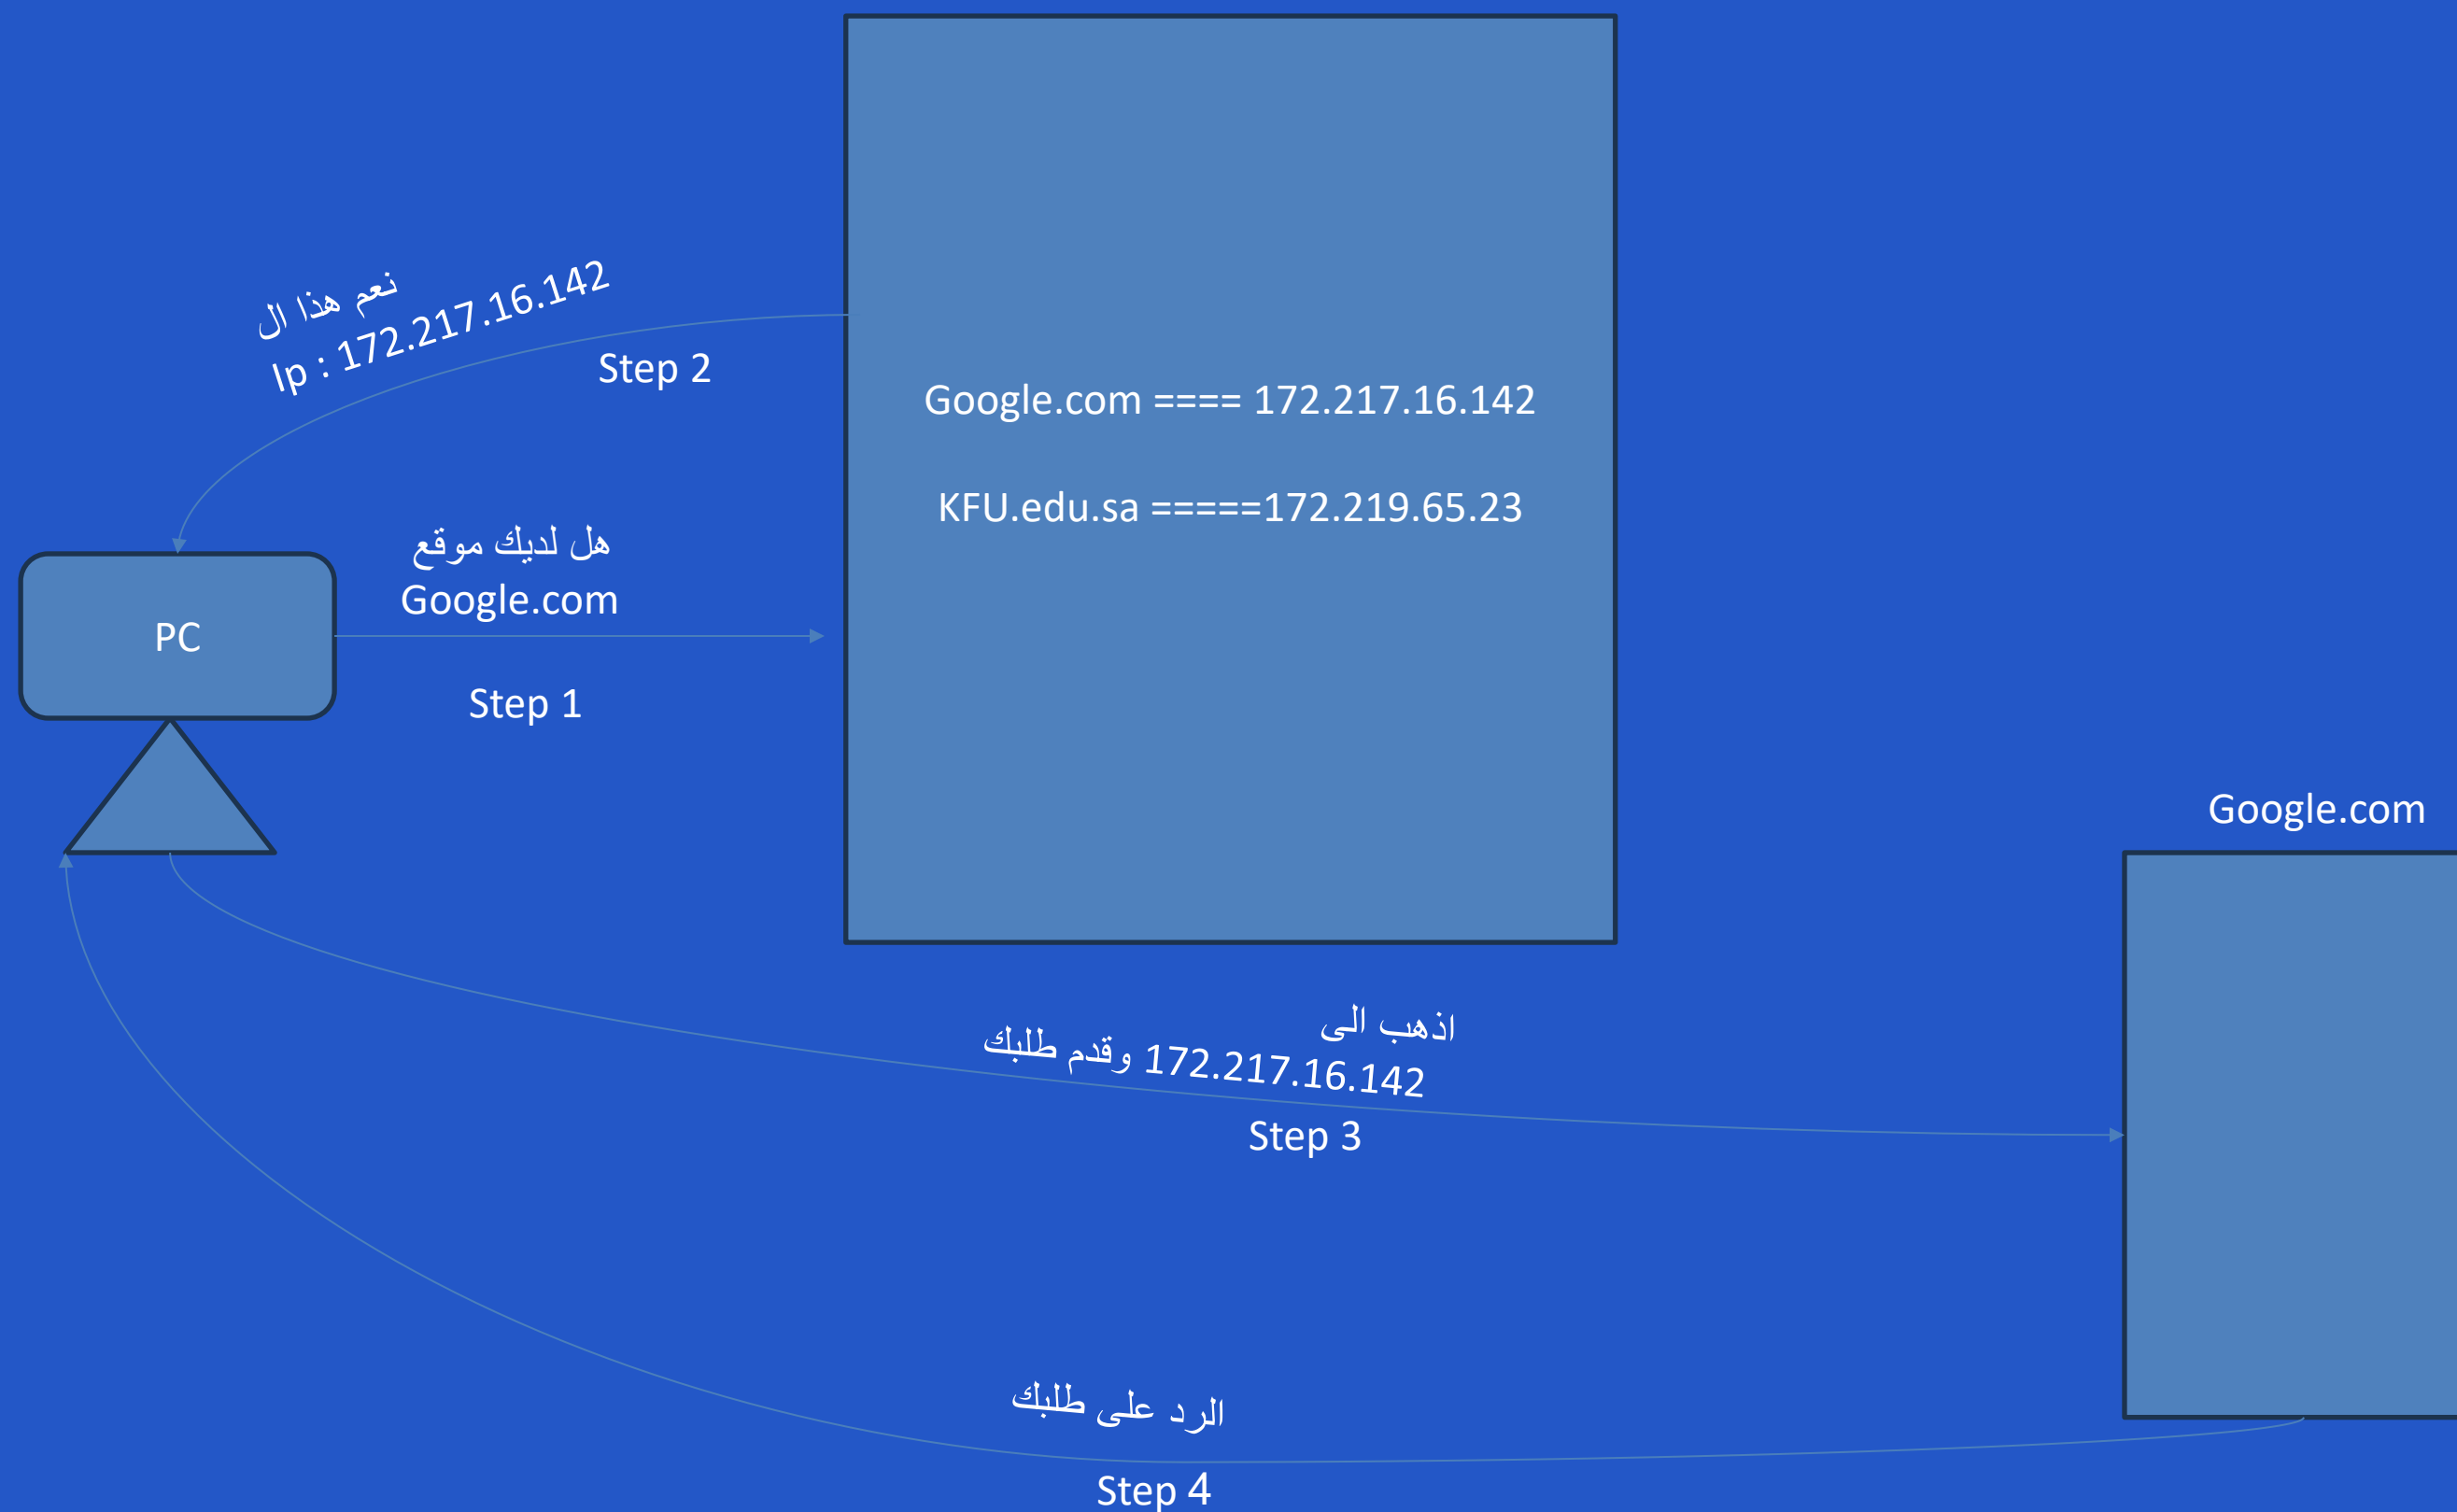 نعم هذا ال
Ip : 172.217.16.142
Step 2
Google.com ==== 172.217.16.142
KFU.edu.sa =====172.219.65.23
هل لديك موقع
Google.com
PC
Step 1
Google.com
اذهب الى
172.217.16.142 وقدم طلبك
Step 3
الرد على طلبك
Step 4